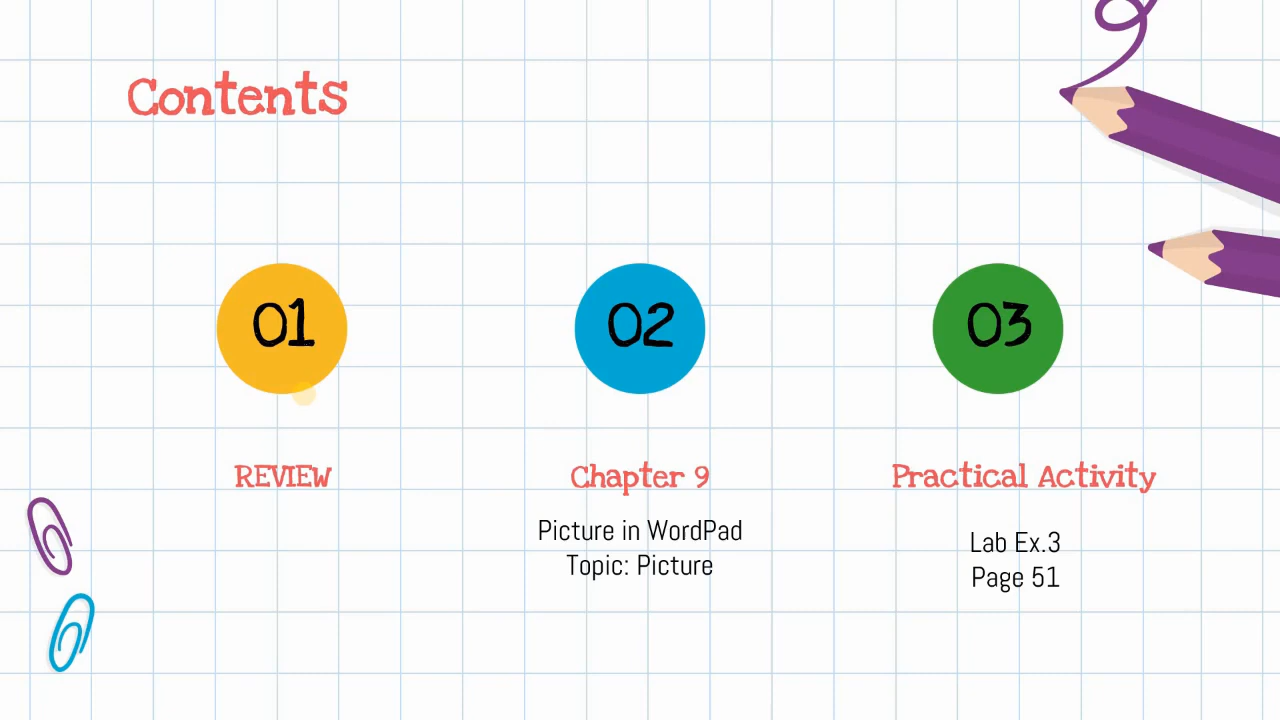 Contents
01
02
03
REVIEW
Chapter 9
Practical Activity
Picture in WordPad
Topic: Picture
Lab Ex.3
Page 51